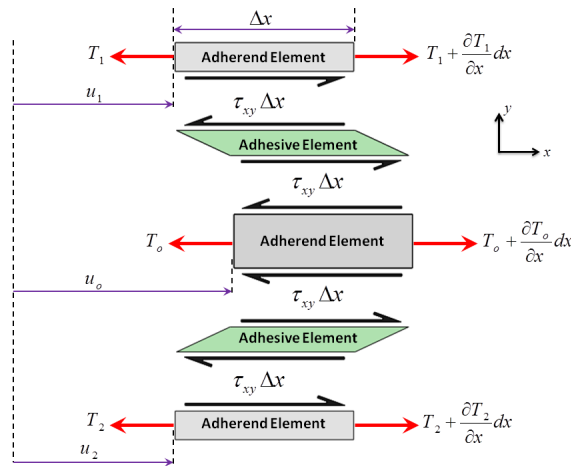 Δx
T₁ Adherend Element T₁ + ∂T₁/∂x dx
u₁
τxy Δx
y
Adhesive Element
x
τxy Δx
Tₒ Adherend Element Tₒ + ∂Tₒ/∂x dx
uₒ
τxy Δx
Adhesive Element
τxy Δx
T₂ Adherend Element T₂ + ∂T₂/∂x dx
u₂